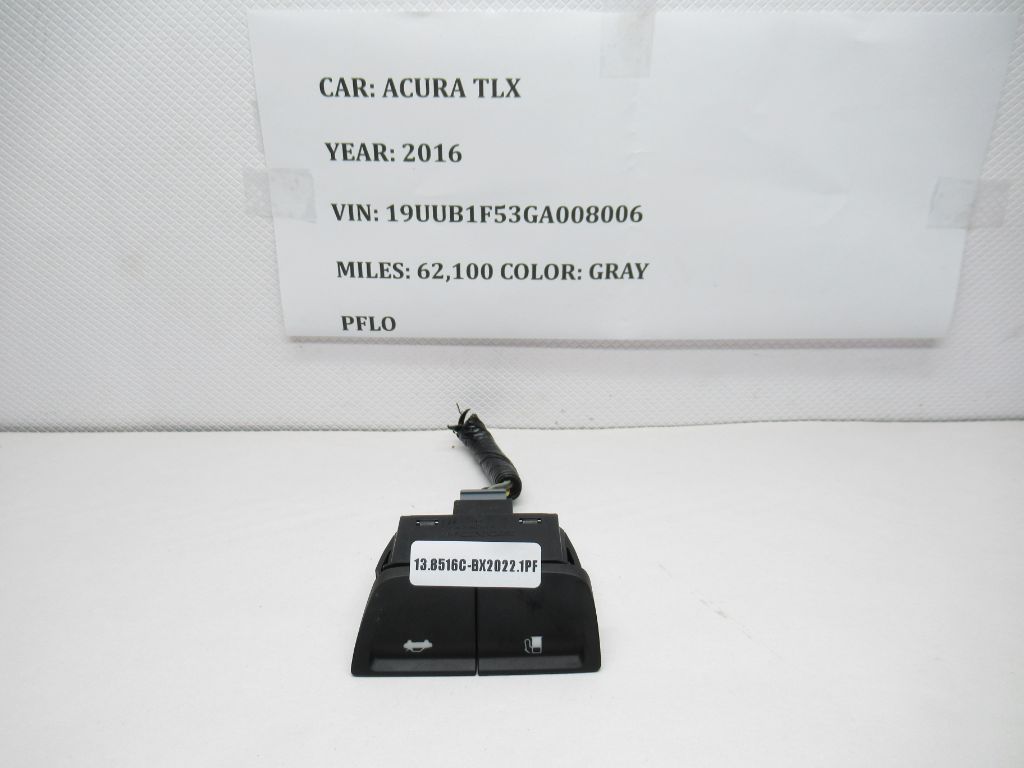 CAR: ACURA TLX
YEAR: 2016
VIN: 19UUB1F53GA008006
MILES: 62,100 COLOR: GRAY
PFLO
13.8516C-BX2022.1PF